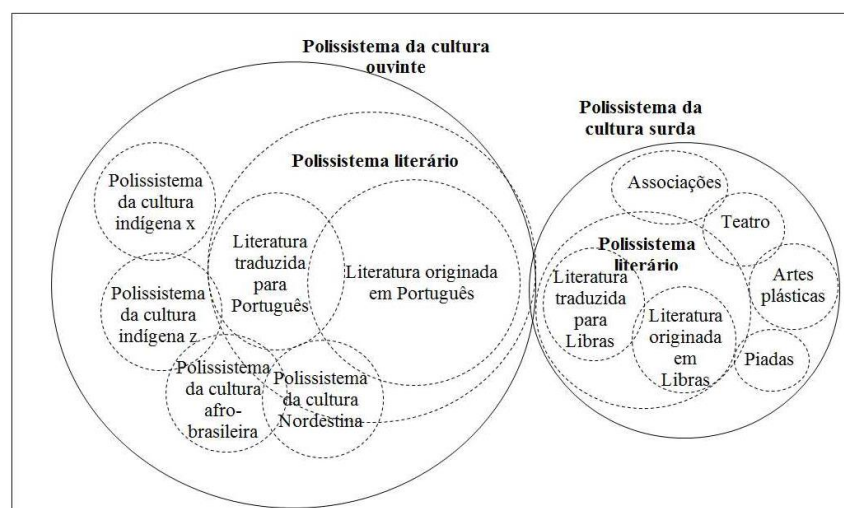 Polissistema da cultura
ouvinte
Polissistema literário
Polissistema
da cultura
indígena x
Literatura
traduzida
para
Português
Literatura originada
em Português
Polissistema
da cultura
indígena z
Polissistema
da cultura
afro-
brasileira
Polissistema
da cultura
Nordestina
Polissistema da
cultura surda
Associações
Teatro
Polissistema
literário
Artes
plásticas
Literatura
traduzida
para
Libras
Literatura
originada
em
Libras
Piadas